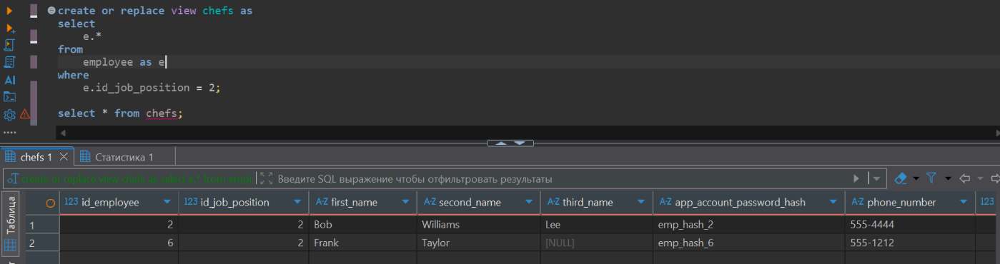 create or replace view chefs as
select
e.*
from
employee as e
where
e.id_job_position = 2;
select * from chefs;
AI
chefs 1
Статистика 1
create or replace view chefs as select e.* from empl
Введите SQL выражение чтобы отфильтровать результаты
Таблица
123 id_employee
123 id_job_position
A-Z first_name
A-Z second_name
A-Z third_name
A-Z app_account_password_hash
A-Z phone_number
123
1 2 2 Bob Williams Lee emp_hash_2 555-4444
2 6 2 Frank Taylor [NULL] emp_hash_6 555-1212